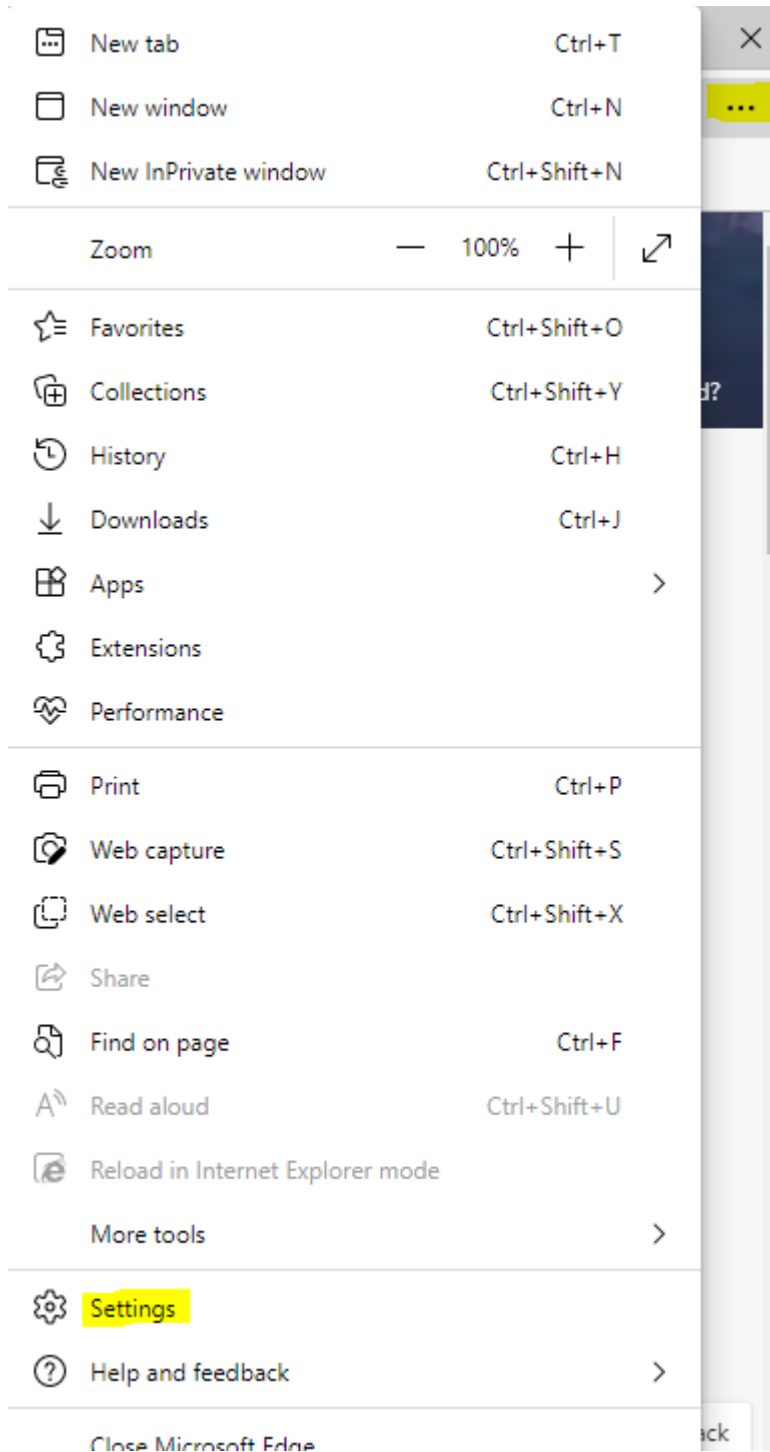 New tab Ctrl+T
New window Ctrl+N
New InPrivate window Ctrl+Shift+N
Zoom — 100% +
Favorites Ctrl+Shift+O
Collections Ctrl+Shift+Y
d?
History Ctrl+H
Downloads Ctrl+J
Apps
Extensions
Performance
Print Ctrl+P
Web capture Ctrl+Shift+S
Web select Ctrl+Shift+X
Share
Find on page Ctrl+F
Read aloud Ctrl+Shift+U
Reload in Internet Explorer mode
More tools
Settings
Help and feedback
Close Microsoft Edge
ack